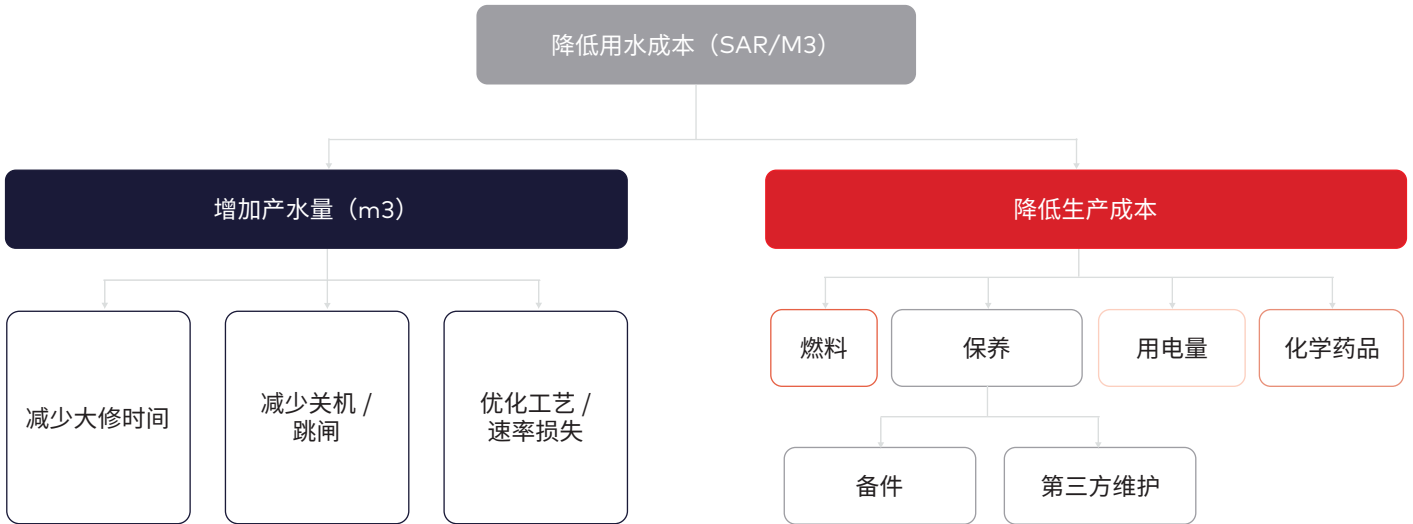 降低用水成本（SAR/M3）
增加产水量（m3）
降低生产成本
减少大修时间
减少关机 /
跳闸
优化工艺 /
速率损失
燃料
保养
用电量
化学药品
备件
第三方维护